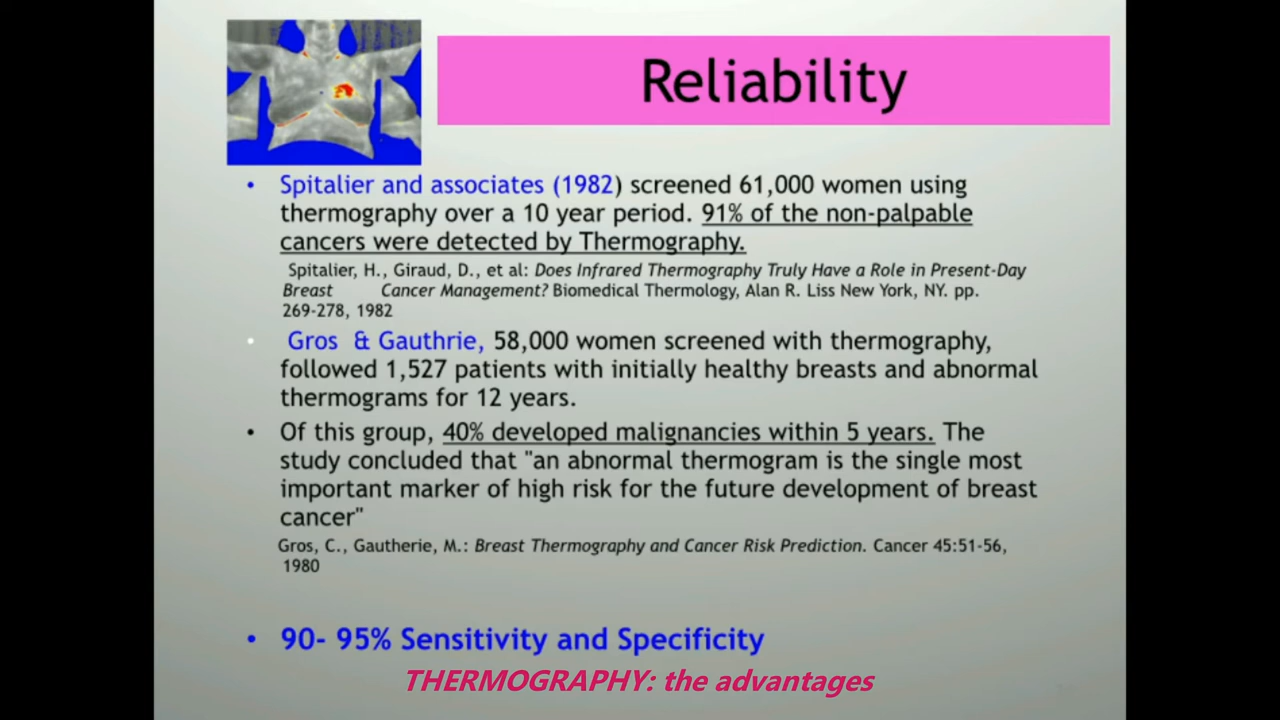 Reliability
• Spitalier and associates (1982) screened 61,000 women using
thermography over a 10 year period. 91% of the non-palpable
cancers were detected by Thermography.
Spitalier, H., Giraud, D., et al: Does Infrared Thermography Truly Have a Role in Present-Day
Breast Cancer Management? Biomedical Thermology, Alan R. Liss New York, NY. pp.
269-278, 1982
• Gros & Gauthrie, 58,000 women screened with thermography,
followed 1,527 patients with initially healthy breasts and abnormal
thermograms for 12 years.
• Of this group, 40% developed malignancies within 5 years. The
study concluded that "an abnormal thermogram is the single most
important marker of high risk for the future development of breast
cancer"
Gros, C., Gautherie, M.: Breast Thermography and Cancer Risk Prediction. Cancer 45:51-56,
1980
• 90- 95% Sensitivity and Specificity
THERMOGRAPHY: the advantages